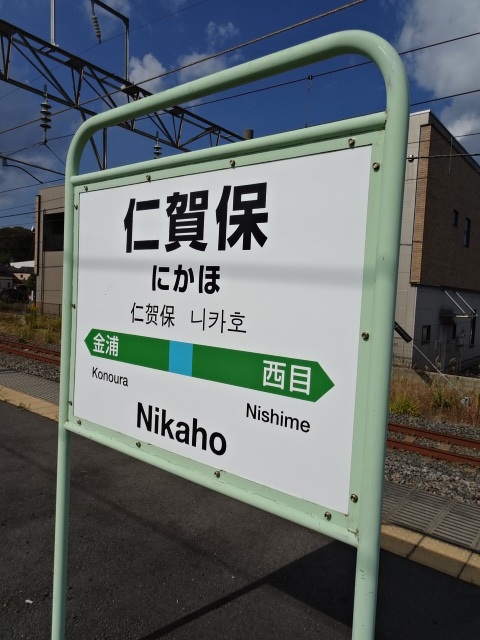 仁賀保
にかほ
仁贺保 니카호
金浦 西目
Konoura Nishime
Nikaho